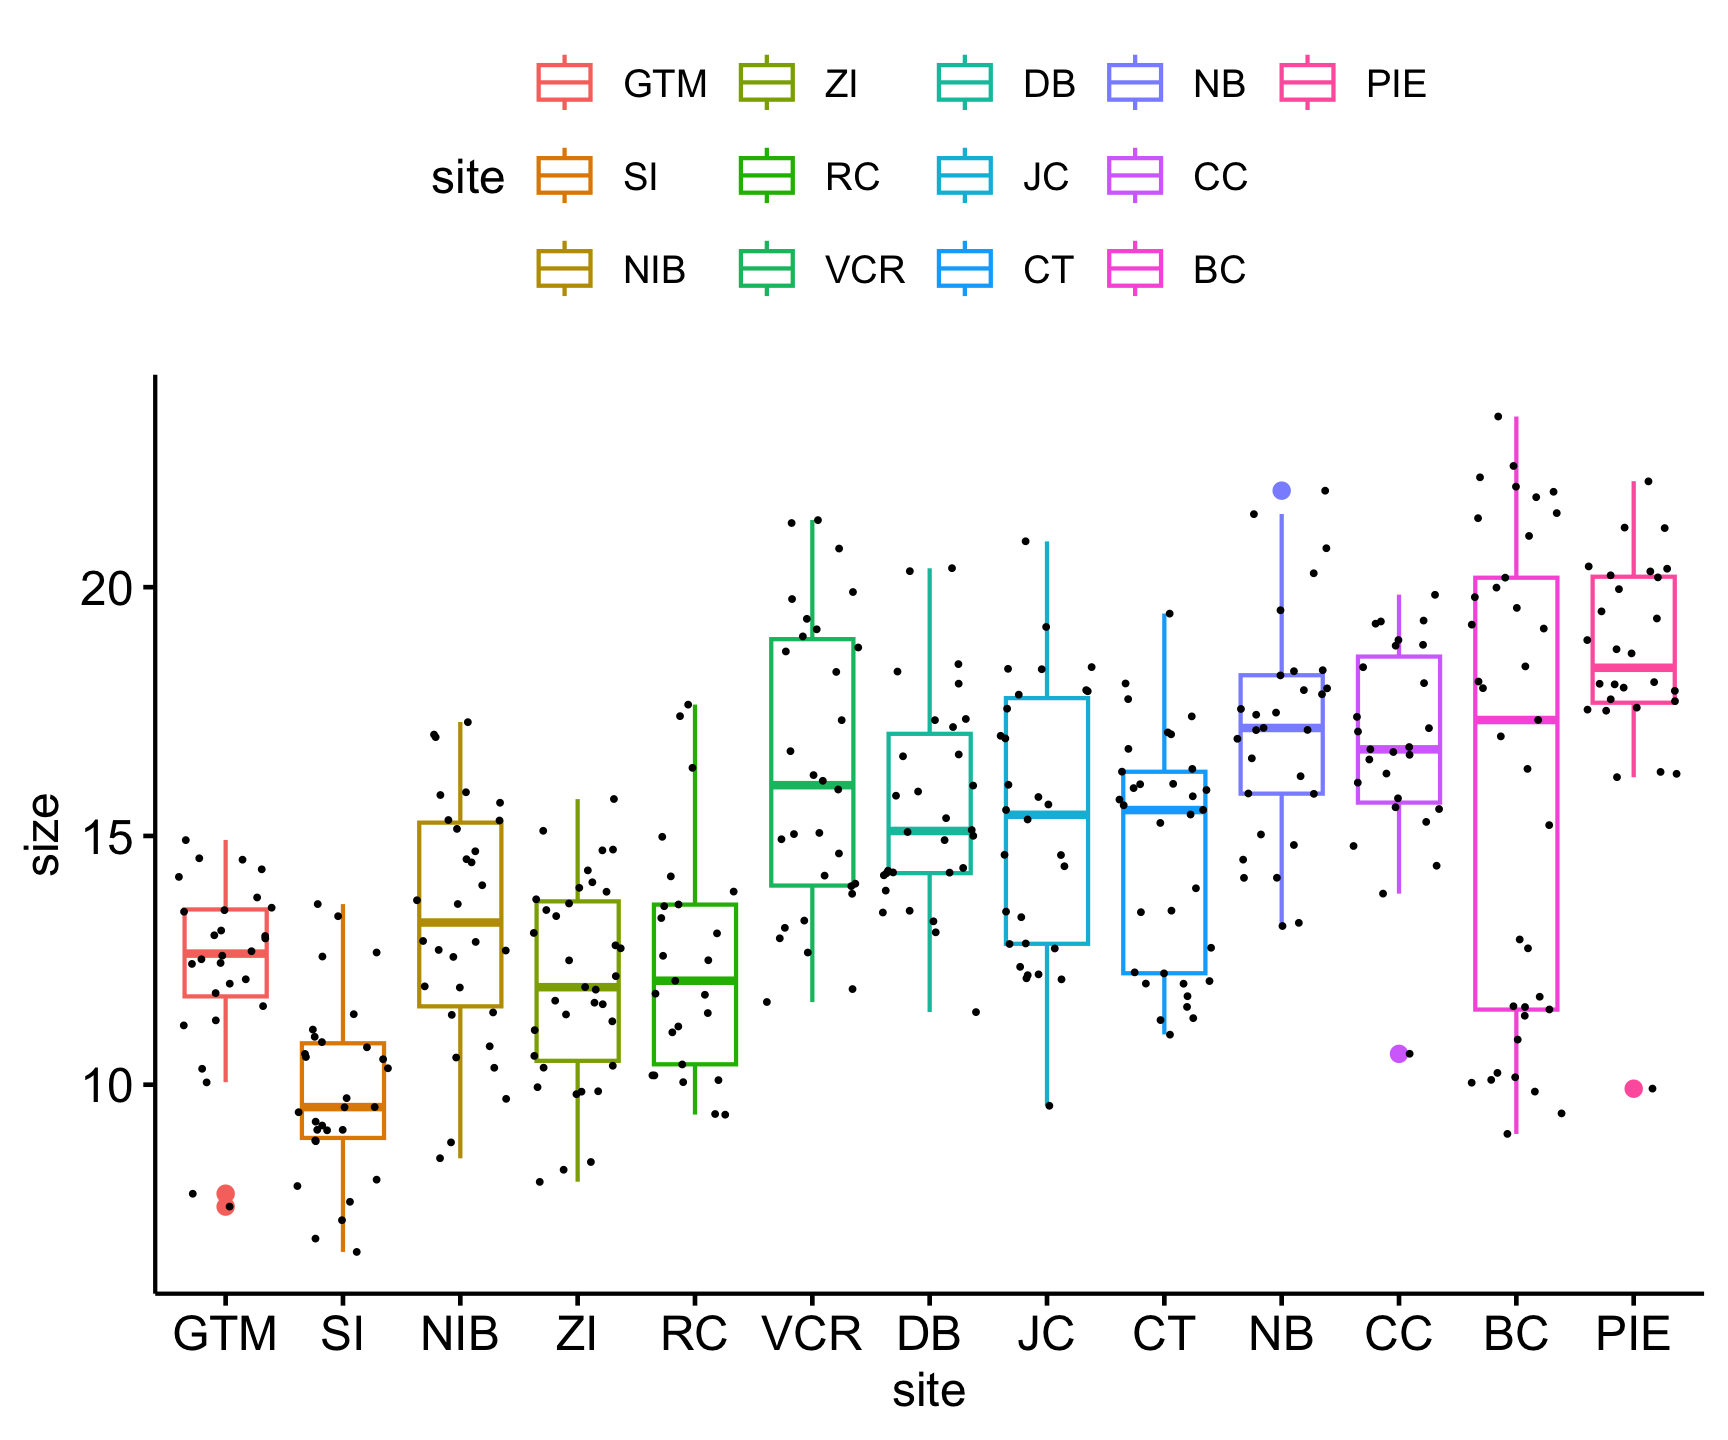 GTM ZI DB NB PIE
site SI RC JC CC
NIB VCR CT BC
20
15
10
size
GTM SI NIB ZI RC VCR DB JC CT NB CC BC PIE
site